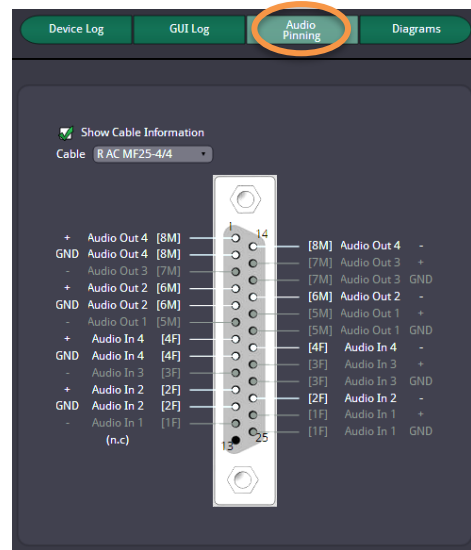 Device Log GUI Log Audio Pinning Diagrams
Show Cable Information
Cable R AC MF25-4/4
1 14
+ Audio Out 4 [8M]
[8M] Audio Out 4 -
GND Audio Out 4 [8M]
[7M] Audio Out 3 +
- Audio Out 3 [7M]
[7M] Audio Out 3 GND
+ Audio Out 2 [6M]
[6M] Audio Out 2 -
GND Audio Out 2 [6M]
[5M] Audio Out 1 +
- Audio Out 1 [5M]
[5M] Audio Out 1 GND
+ Audio In 4 [4F]
[4F] Audio In 4 -
GND Audio In 4 [4F]
[3F] Audio In 3 +
- Audio In 3 [3F]
[3F] Audio In 3 GND
+ Audio In 2 [2F]
[2F] Audio In 2 -
GND Audio In 2 [2F]
[1F] Audio In 1 +
- Audio In 1 [1F]
[1F] Audio In 1 GND
(n.c) 13 25